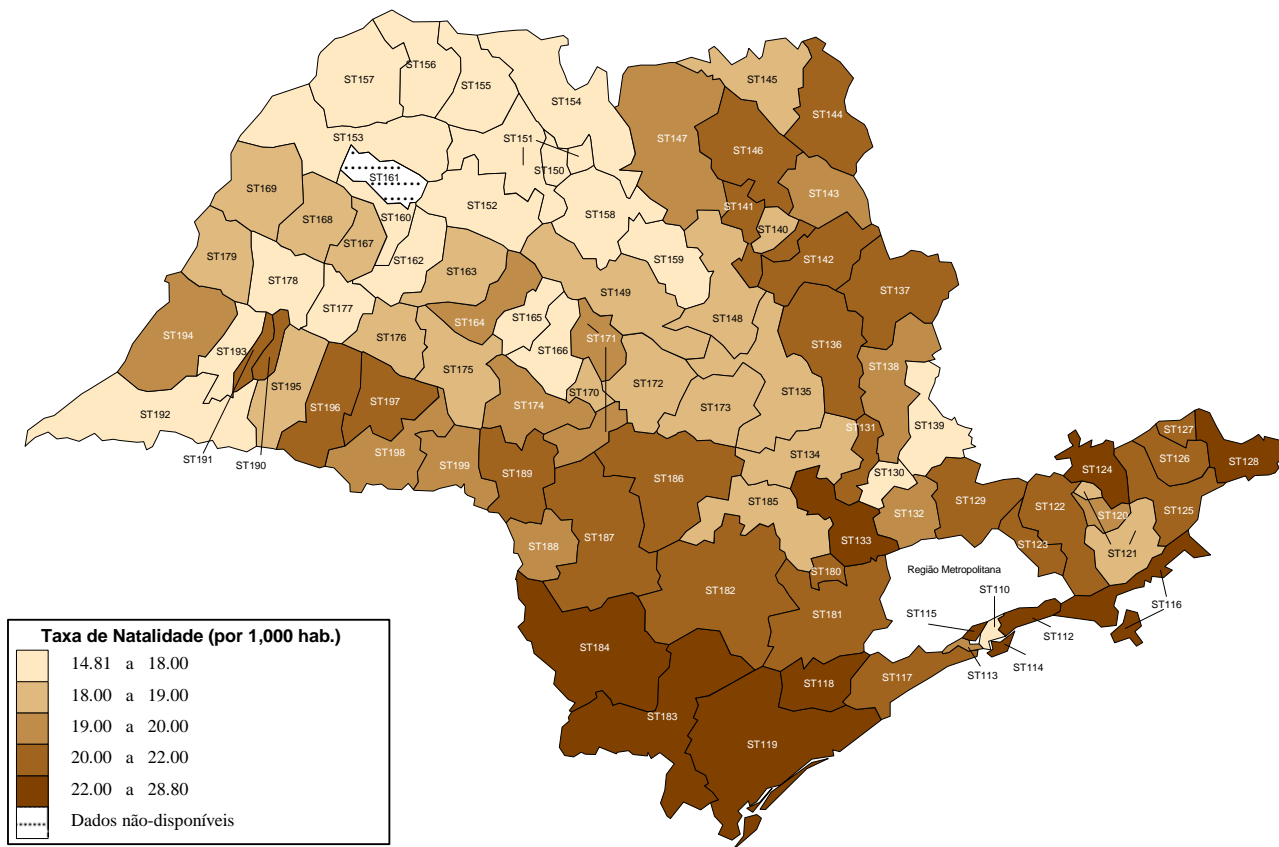 ST156
ST157
ST155
ST145
ST154
ST144
ST153
ST151
ST147
ST146
ST150
ST161
ST169
ST143
ST141
ST168
ST160
ST152
ST158
ST140
ST167
ST179
ST162
ST159
ST142
ST178
ST163
ST137
ST149
ST177
ST165
ST148
ST164
ST194
ST176
ST171
ST136
ST193
ST166
ST138
ST175
ST172
ST135
ST170
ST195
ST197
ST174
ST173
ST196
ST192
ST131
ST127
ST139
ST198
ST134
ST191
ST190
ST199
ST130
ST124
ST126
ST128
ST189
ST186
ST185
ST129
ST122
ST125
ST132
ST120
ST133
ST123
ST188
ST187
ST121
Região Metropolitana
ST180
ST182
ST110
ST116
ST181
ST115
ST112
ST184
ST114
ST113
ST118
ST117
ST183
ST119
Taxa de Natalidade (por 1,000 hab.)
14.81 a 18.00
18.00 a 19.00
19.00 a 20.00
20.00 a 22.00
22.00 a 28.80
Dados não-disponíveis